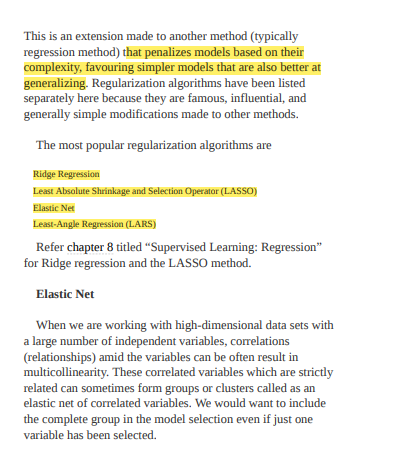 This is an extension made to another method (typically
regression method) that penalizes models based on their
complexity, favouring simpler models that are also better at
generalizing. Regularization algorithms have been listed
separately here because they are famous, influential, and
generally simple modifications made to other methods.
The most popular regularization algorithms are
Ridge Regression
Least Absolute Shrinkage and Selection Operator (LASSO)
Elastic Net
Least-Angle Regression (LARS)
Refer chapter 8 titled “Supervised Learning: Regression”
for Ridge regression and the LASSO method.
Elastic Net
When we are working with high-dimensional data sets with
a large number of independent variables, correlations
(relationships) amid the variables can be often result in
multicollinearity. These correlated variables which are strictly
related can sometimes form groups or clusters called as an
elastic net of correlated variables. We would want to include
the complete group in the model selection even if just one
variable has been selected.